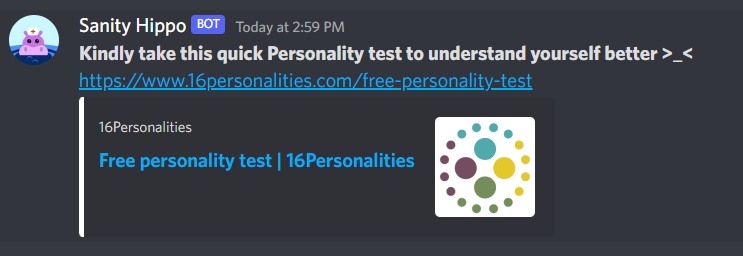 Sanity Hippo BOT Today at 2:59 PM
Kindly take this quick Personality test to understand yourself better >_<
https://www.16personalities.com/free-personality-test
16Personalities
Free personality test | 16Personalities